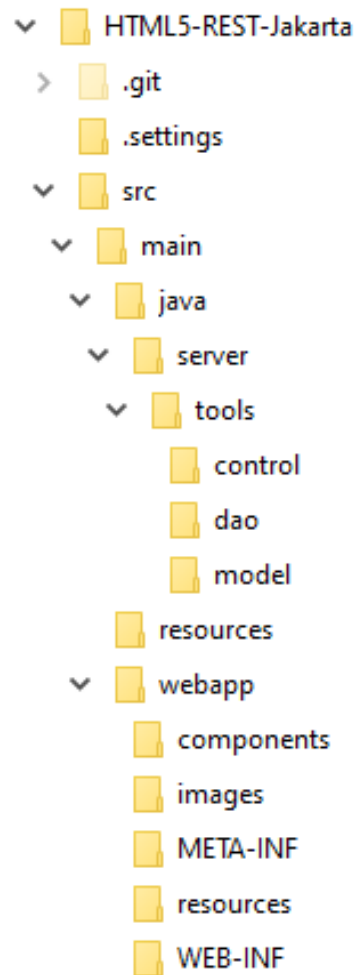 HTML5-REST-Jakarta
.git
.settings
src
main
java
server
tools
control
dao
model
resources
webapp
components
images
META-INF
resources
WEB-INF